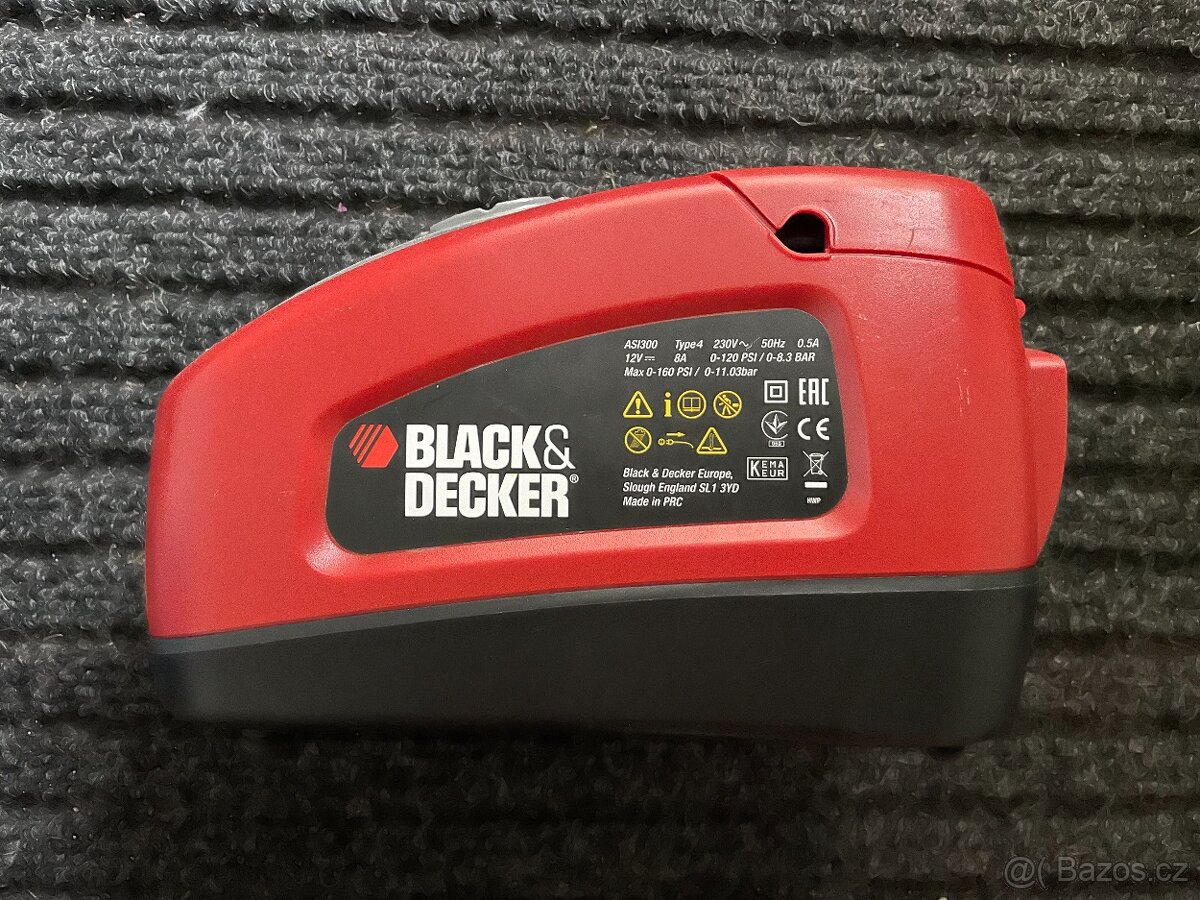 ASI300 Type4 230V~ / 50Hz 0.5A
12V⎓ 8A 0-120 PSI / 0-8.3 BAR
Max 0-160 PSI / 0-11.03bar
EAC
CE
BLACK&
DECKER®
KEMA
EUR
Black & Decker Europe,
Slough England SL1 3YD
Made in PRC
HWP
@( Bazos.cz